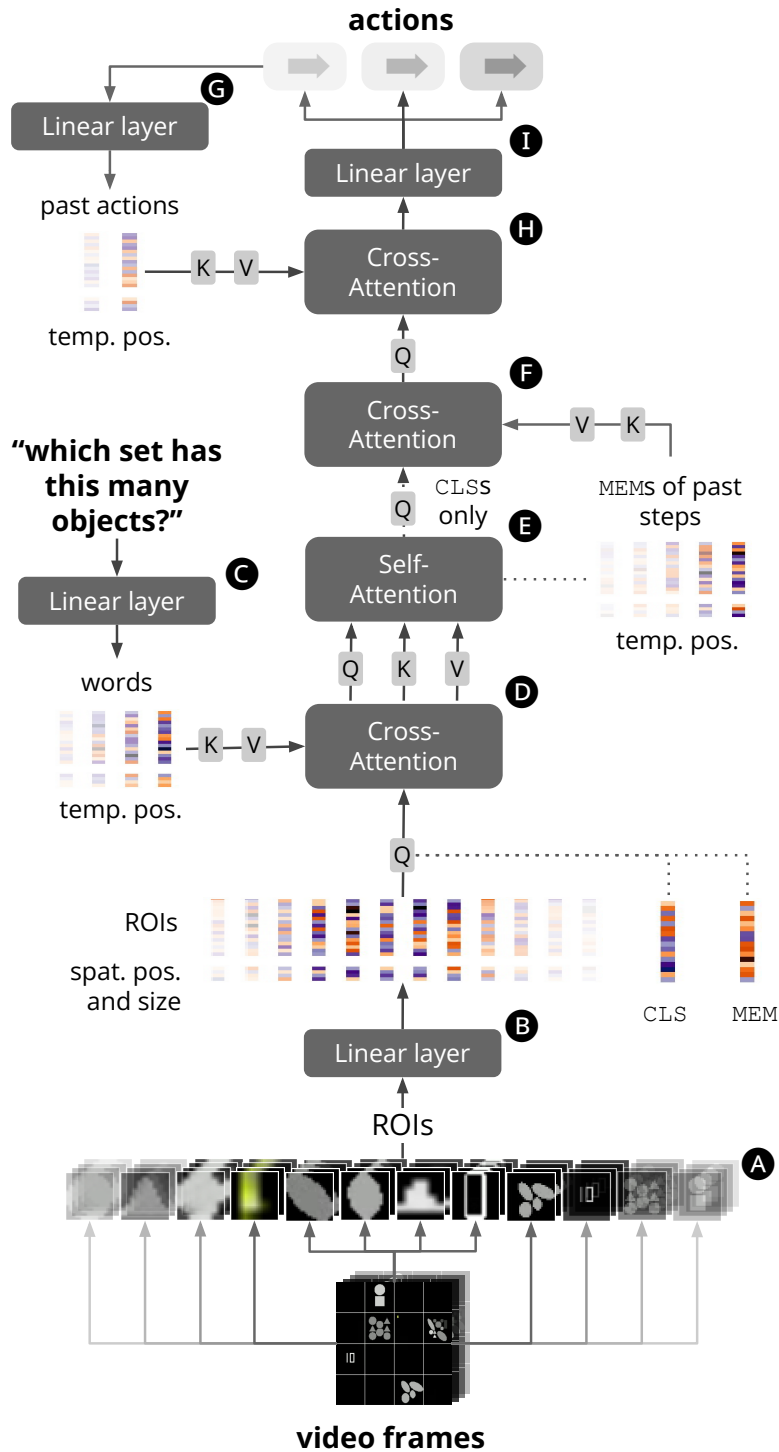 actions
G
Linear layer
I
Linear layer
past actions
H
Cross-
Attention
K V
temp. pos.
Q
F
Cross-
Attention
V K
“which set has
this many
objects?”
CLSs
only
Q
MEMs of past
steps
E
Self-
Attention
C
Linear layer
temp. pos.
Q K V
words
D
Cross-
Attention
K V
temp. pos.
Q
ROIs
spat. pos.
and size
CLS MEM
B
Linear layer
ROIs
A
video frames